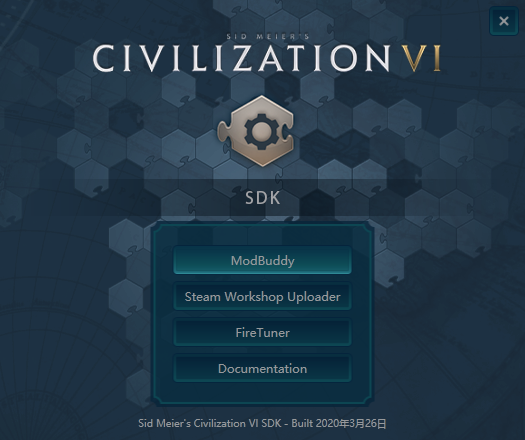 SID MEIER'S
CIVILIZATION VI
SDK
ModBuddy
Steam Workshop Uploader
FireTuner
Documentation
Sid Meier's Civilization VI SDK - Built 2020年3月26日